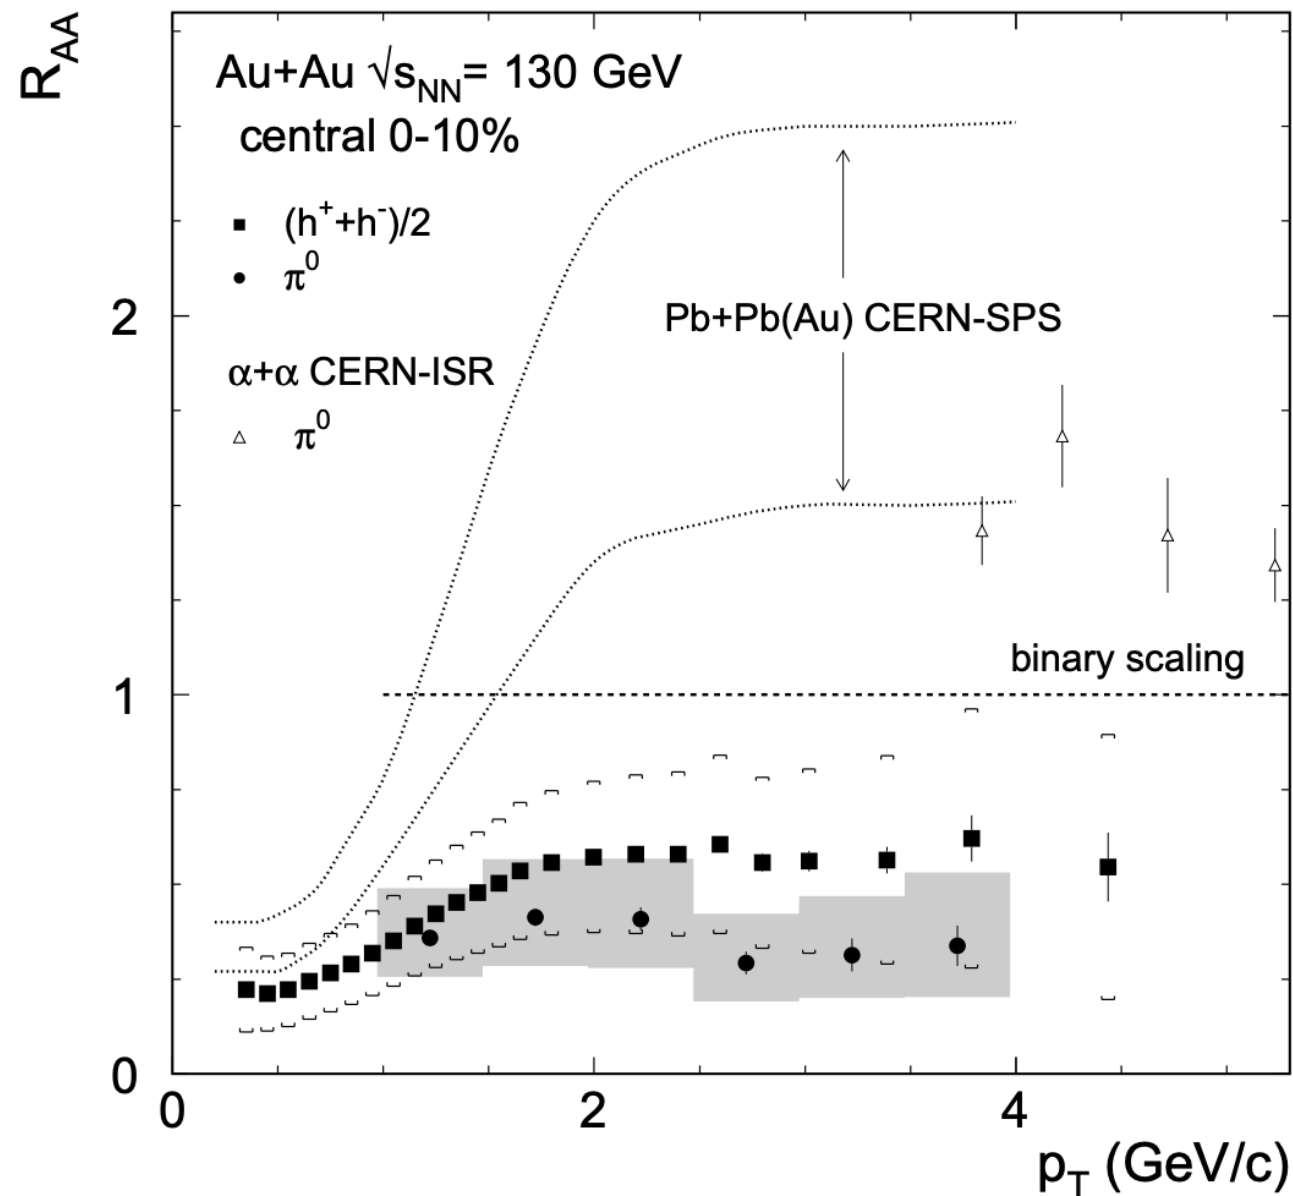 R_AA
Au+Au √s_NN= 130 GeV
central 0-10%
(h⁺+h⁻)/2
π⁰
α+α CERN-ISR
π⁰
Pb+Pb(Au) CERN-SPS
binary scaling
2
1
0
0 2 4
p_T (GeV/c)